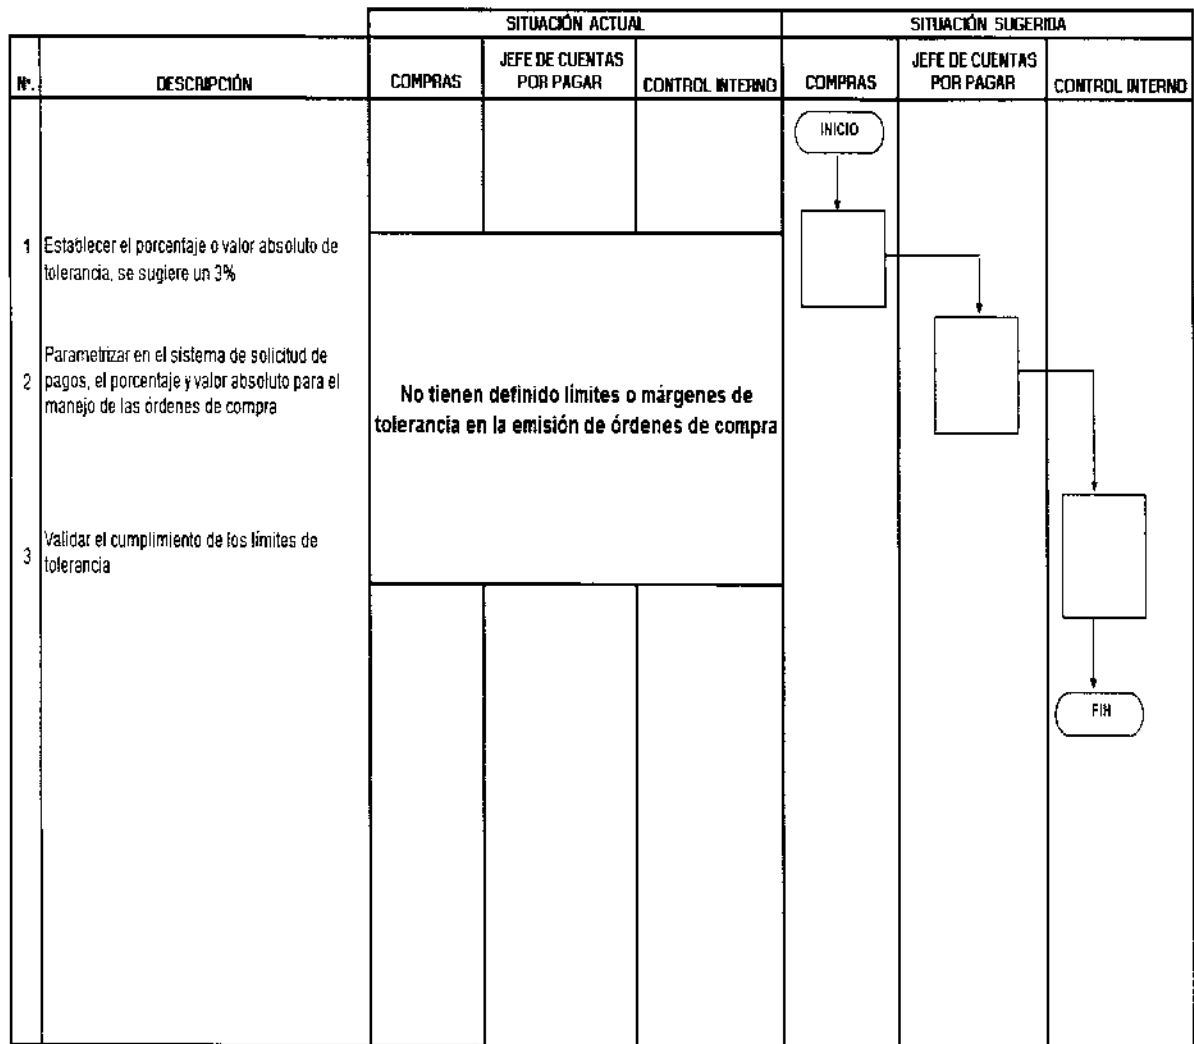 SITUACIÓN ACTUAL
SITUACIÓN SUGERIDA
Nº.
DESCRIPCIÓN
COMPRAS
JEFE DE CUENTAS
POR PAGAR
CONTROL INTERNO
COMPRAS
JEFE DE CUENTAS
POR PAGAR
CONTROL INTERNO
INICIO
1
Establecer el porcentaje o valor absoluto de
tolerancia, se sugiere un 3%
2
Parametrizar en el sistema de solicitud de
pagos, el porcentaje y valor absoluto para el
manejo de las órdenes de compra
No tienen definido límites o márgenes de
tolerancia en la emisión de órdenes de compra
3
Validar el cumplimiento de los límites de
tolerancia
FIN